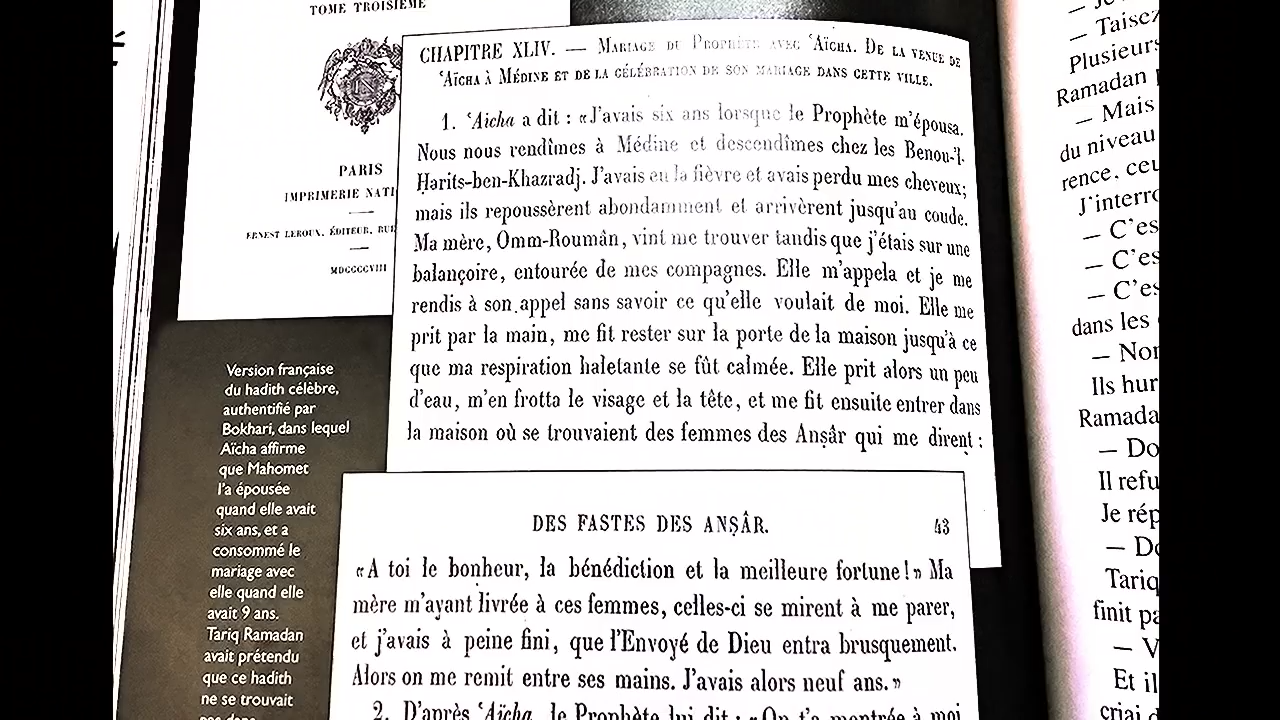 TOME TROISIÈME
PARIS
IMPRIMERIE NATI
ERNEST LEROUX, ÉDITEUR, RUE
MDCCCCVIII
CHAPITRE XLIV. — Mariage du Prophète avec ʿAïcha. De la venue de
ʿAïcha à Médine et de la célébration de son mariage dans cette ville.
1. ʿAïcha a dit : «J'avais six ans lorsque le Prophète m'épousa.
Nous nous rendîmes à Médine et descendîmes chez les Benou-'l-
Ḥarits-ben-Khazradj. J'avais eu la fièvre et avais perdu mes cheveux;
mais ils repoussèrent abondamment et arrivèrent jusqu'au coude.
Ma mère, Omm-Roumân, vint me trouver tandis que j'étais sur une
balançoire, entourée de mes compagnes. Elle m'appela et je me
rendis à son appel sans savoir ce qu'elle voulait de moi. Elle me
prit par la main, me fit rester sur la porte de la maison jusqu'à ce
que ma respiration haletante se fût calmée. Elle prit alors un peu
d'eau, m'en frotta le visage et la tête, et me fit ensuite entrer dans
la maison où se trouvaient des femmes des Anṣâr qui me dirent :
DES FASTES DES ANṢÂR. 43
«A toi le bonheur, la bénédiction et la meilleure fortune!» Ma
mère m'ayant livrée à ces femmes, celles-ci se mirent à me parer,
et j'avais à peine fini, que l'Envoyé de Dieu entra brusquement.
Alors on me remit entre ses mains. J'avais alors neuf ans.»
2. D'après ʿAïcha, le Prophète lui dit : «On t'a montrée à moi
Version française
du hadith célèbre,
authentifié par
Bokhari, dans lequel
Aïcha affirme
que Mahomet
l'a épousée
quand elle avait
six ans, et a
consommé le
mariage avec
elle quand elle
avait 9 ans.
Tariq Ramadan
avait prétendu
que ce hadith
ne se trouvait
— Taisez
Plusieurs
Ramadan
— Mais
du niveau
rence, ceu
J'interro
— C'es
— C'es
— C'es
dans les
— Non
Ils hur
Ramada
— Do
Il refu
Je rép
— Do
Tariq
finit pa
— V
Et il
criai d